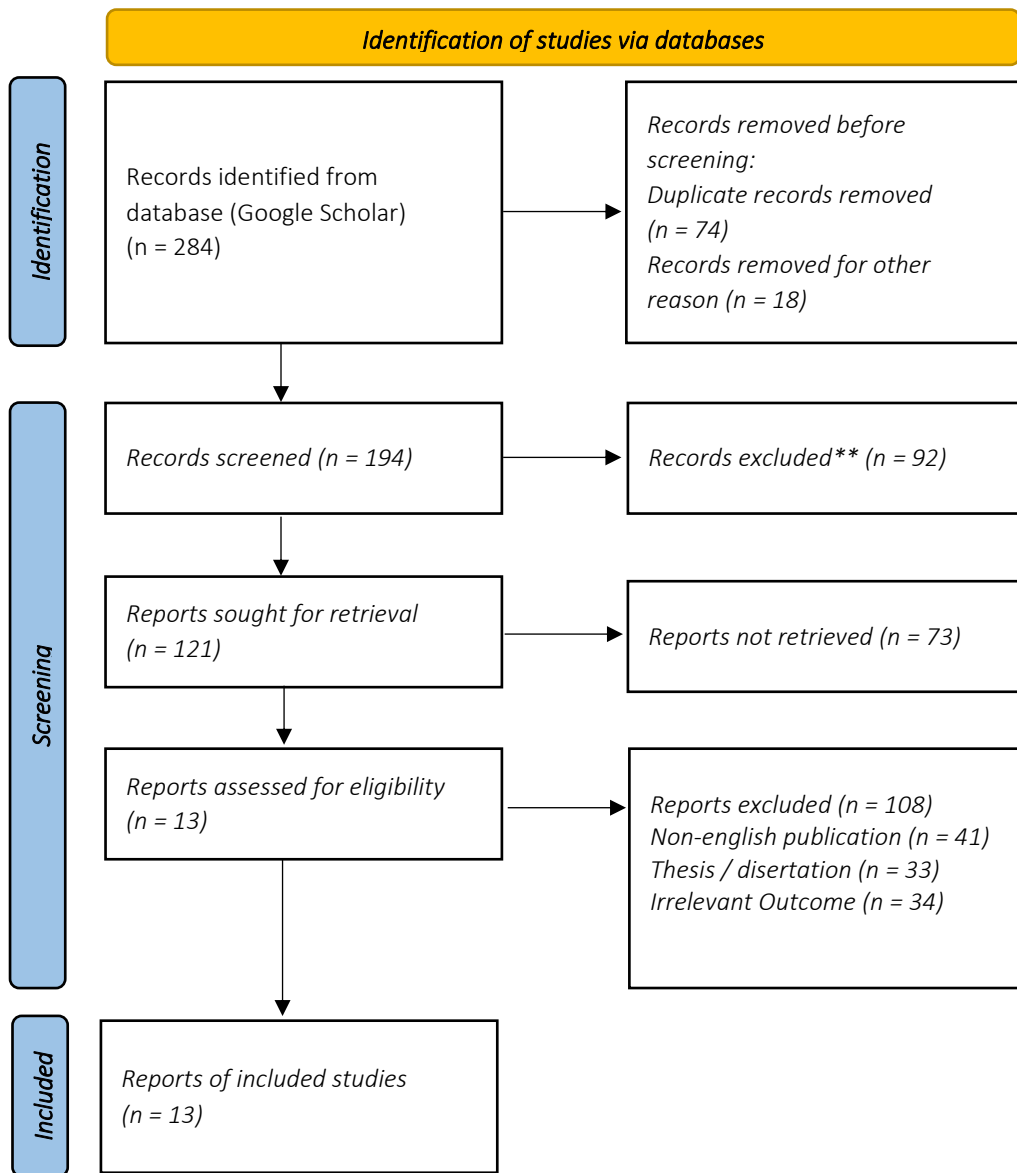 Identification of studies via databases
Identification
Records identified from
database (Google Scholar)
(n = 284)
Records removed before
screening:
Duplicate records removed
(n = 74)
Records removed for other
reason (n = 18)
Screening
Records screened (n = 194)
Records excluded** (n = 92)
Reports sought for retrieval
(n = 121)
Reports not retrieved (n = 73)
Reports assessed for eligibility
(n = 13)
Reports excluded (n = 108)
Non-english publication (n = 41)
Thesis / disertation (n = 33)
Irrelevant Outcome (n = 34)
Included
Reports of included studies
(n = 13)